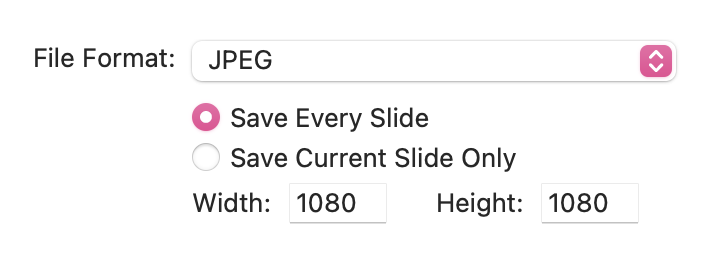 File Format: JPEG
Save Every Slide
Save Current Slide Only
Width: 1080 Height: 1080